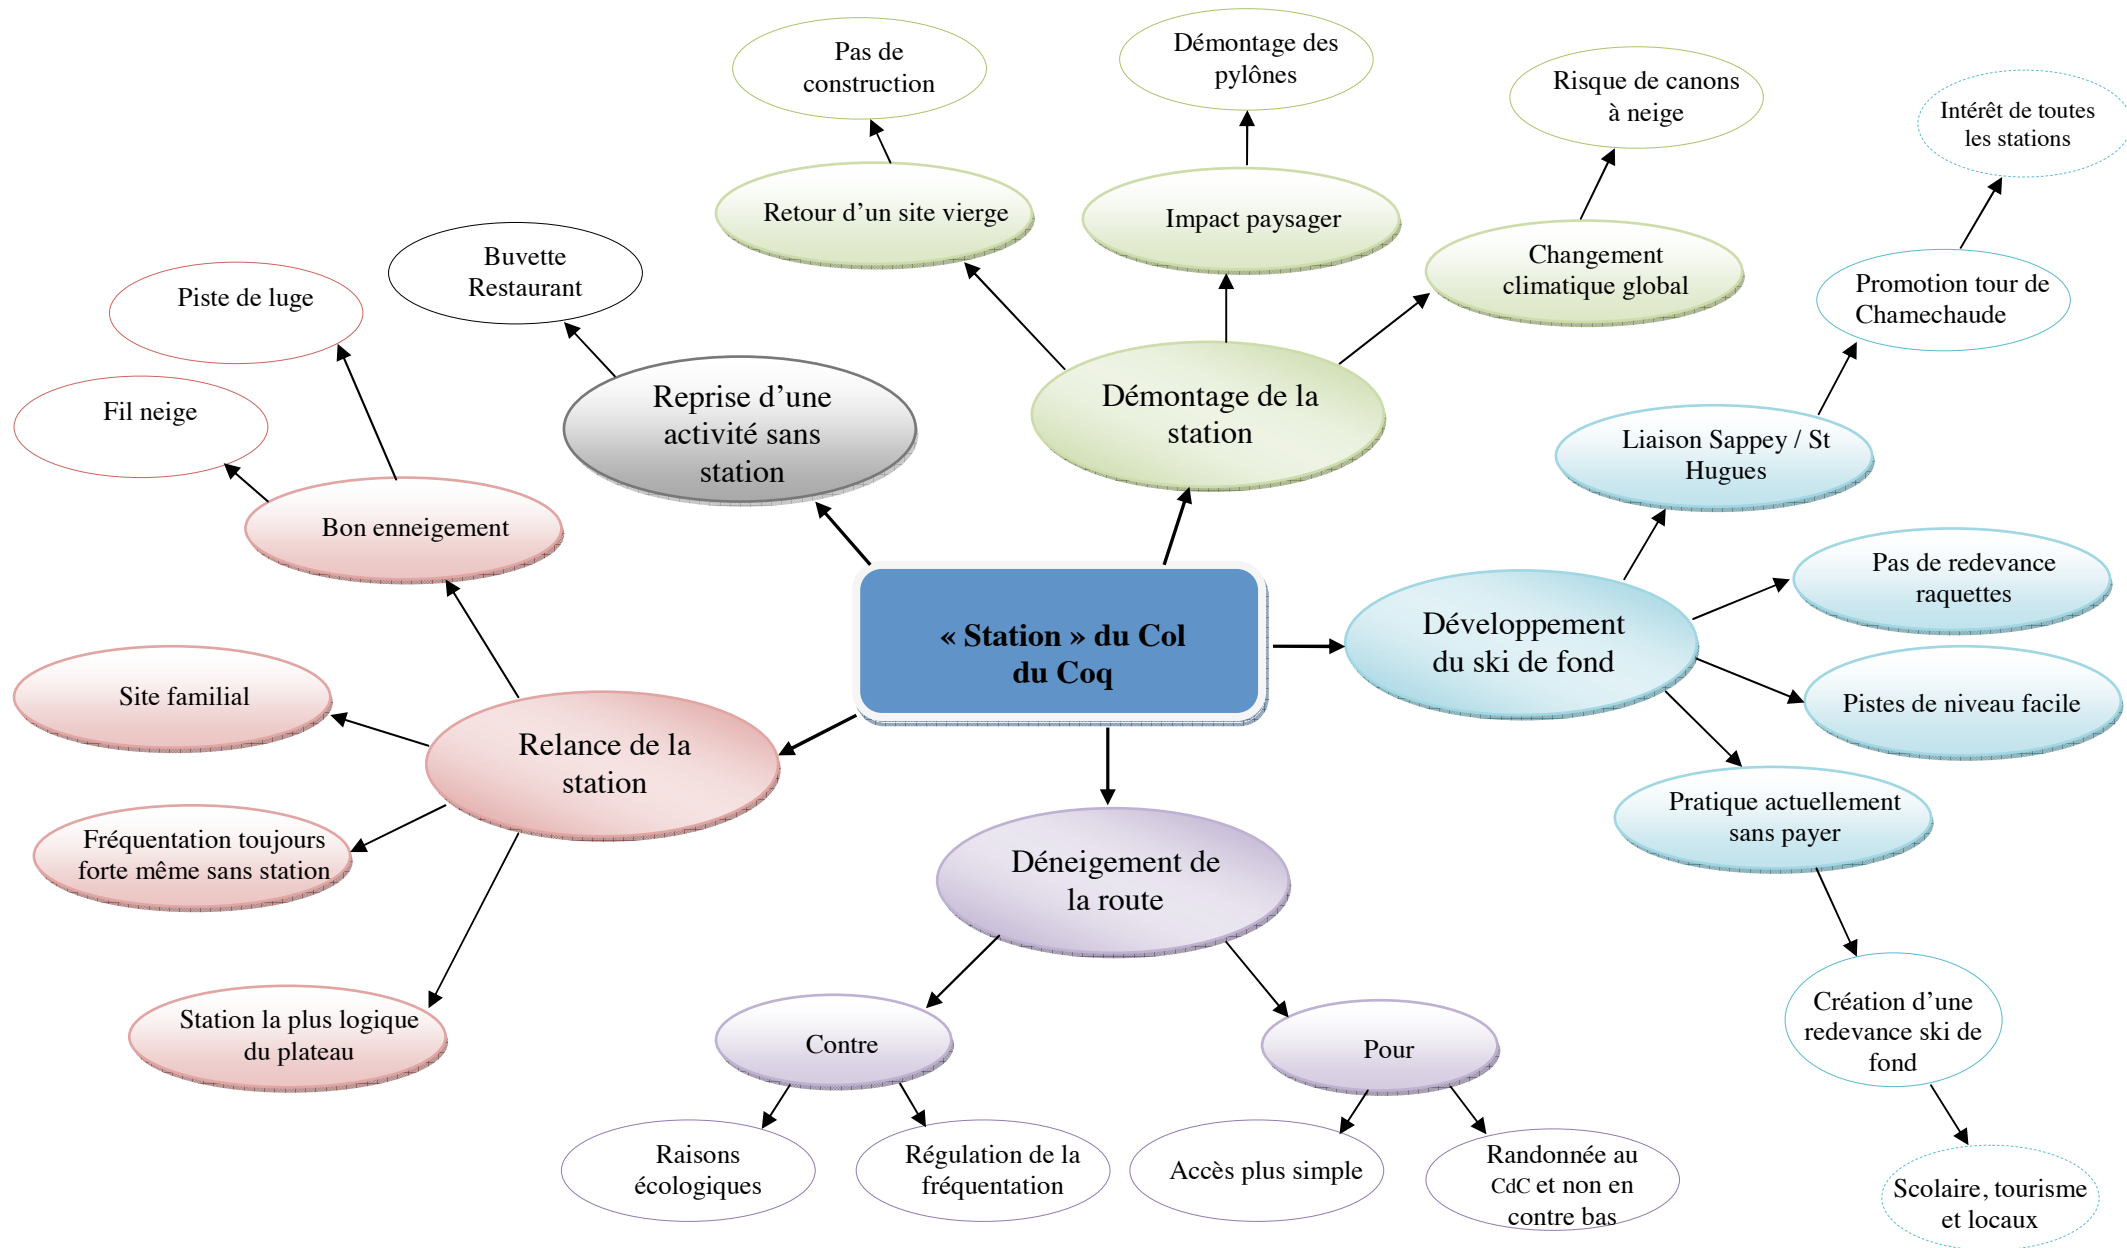 Pas de
construction
Démontage des
pylônes
Risque de canons
à neige
Intérêt de toutes
les stations
Retour d’un site vierge
Impact paysager
Changement
climatique global
Promotion tour de
Chamechaude
Buvette
Restaurant
Piste de luge
Fil neige
Bon enneigement
Reprise d’une
activité sans
station
Démontage de la
station
Liaison Sappey / St
Hugues
Pas de redevance
raquettes
« Station » du Col
du Coq
Développement
du ski de fond
Pistes de niveau facile
Site familial
Relance de la
station
Fréquentation toujours
forte même sans station
Pratique actuellement
sans payer
Déneigement de
la route
Station la plus logique
du plateau
Contre
Pour
Création d’une
redevance ski de
fond
Raisons
écologiques
Régulation de la
fréquentation
Accès plus simple
Randonnée au
CdC et non en
contre bas
Scolaire, tourisme
et locaux